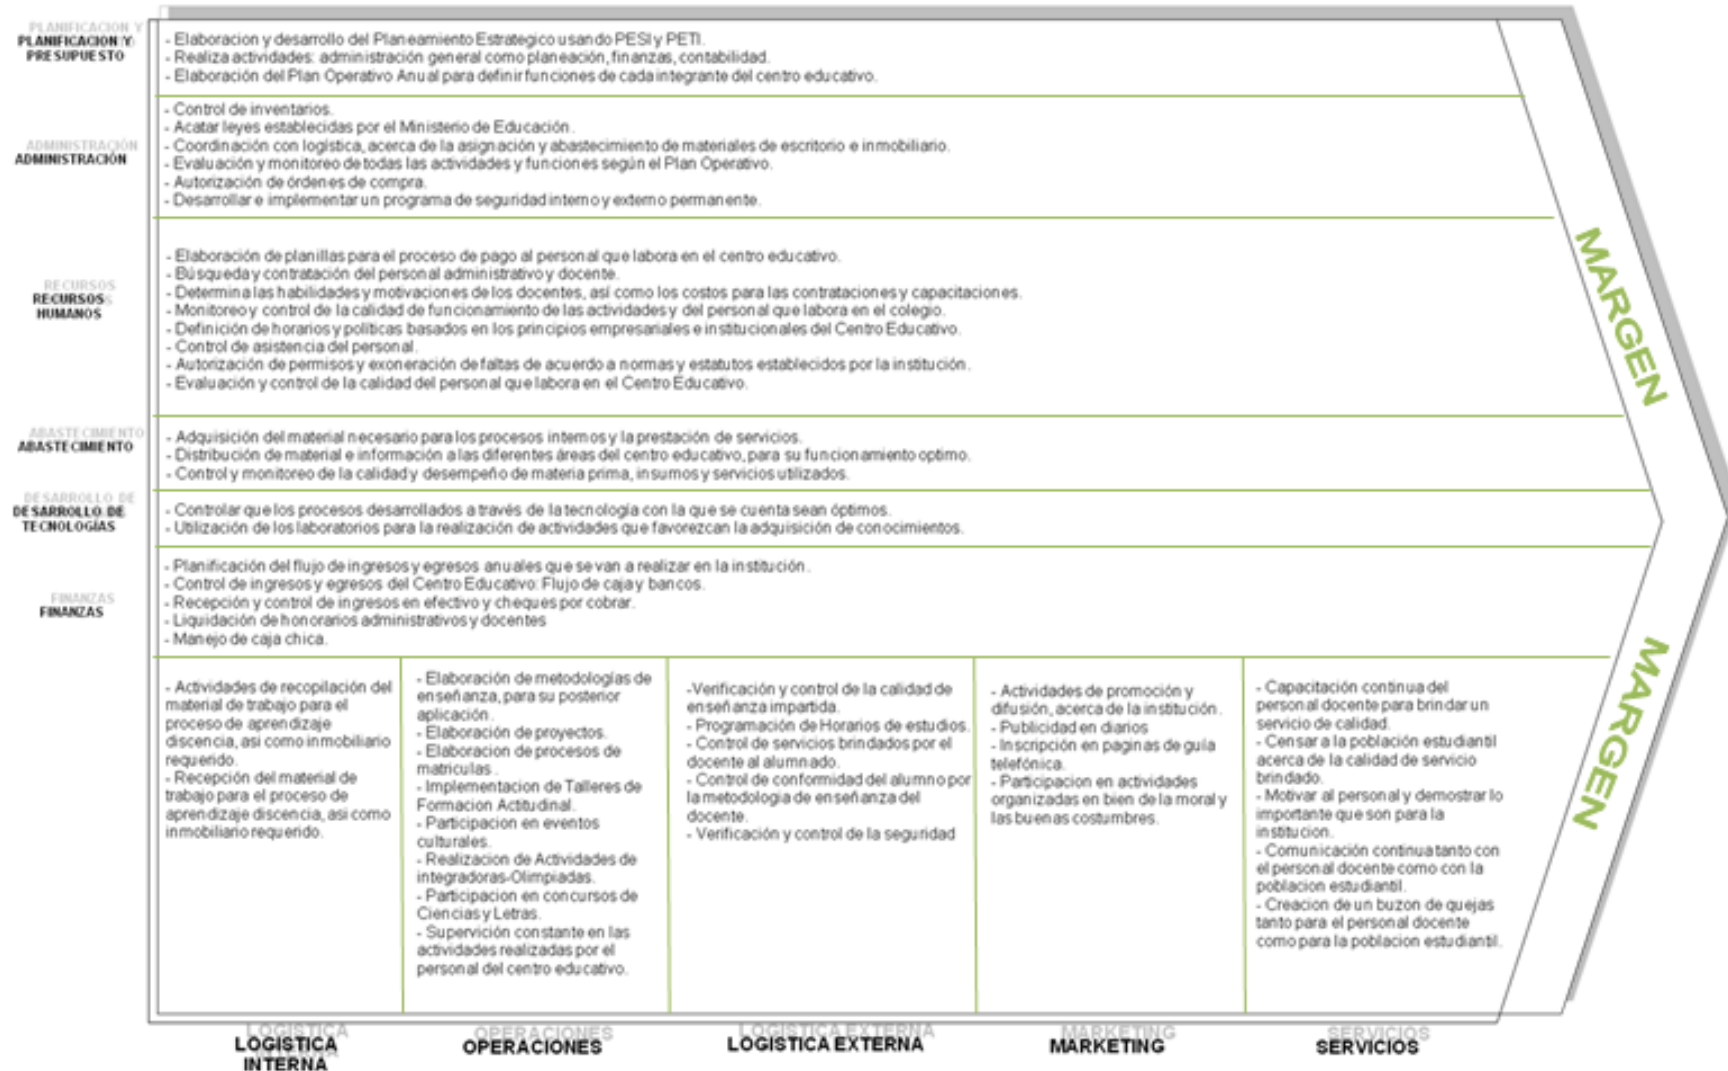 PLANIFICACION Y
PRESUPUESTO
- Elaboracion y desarrollo del Planeamiento Estrategico usando PESI y PETI.
- Realiza actividades: administración general como planeación, finanzas, contabilidad.
- Elaboración del Plan Operativo Anual para definir funciones de cada integrante del centro educativo.
ADMINISTRACIÓN
- Control de inventarios.
- Acatar leyes establecidas por el Ministerio de Educación.
- Coordinación con logística, acerca de la asignación y abastecimiento de materiales de escritorio e inmobiliario.
- Evaluación y monitoreo de todas las actividades y funciones según el Plan Operativo.
- Autorización de órdenes de compra.
- Desarrollar e implementar un programa de seguridad interno y externo permanente.
RECURSOS
HUMANOS
- Elaboración de planillas para el proceso de pago al personal que labora en el centro educativo.
- Búsqueda y contratación del personal administrativo y docente.
- Determina las habilidades y motivaciones de los docentes, así como los costos para las contrataciones y capacitaciones.
- Monitoreo y control de la calidad de funcionamiento de las actividades y del personal que labora en el colegio.
- Definición de horarios y políticas basados en los principios empresariales e institucionales del Centro Educativo.
- Control de asistencia del personal.
- Autorización de permisos y exoneración de faltas de acuerdo a normas y estatutos establecidos por la institución.
- Evaluación y control de la calidad del personal que labora en el Centro Educativo.
ABASTECIMIENTO
- Adquisición del material necesario para los procesos internos y la prestación de servicios.
- Distribución de material e información a las diferentes áreas del centro educativo, para su funcionamiento optimo.
- Control y monitoreo de la calidad y desempeño de materia prima, insumos y servicios utilizados.
DESARROLLO DE
TECNOLOGÍAS
- Controlar que los procesos desarrollados a través de la tecnología con la que se cuenta sean óptimos.
- Utilización de los laboratorios para la realización de actividades que favorezcan la adquisición de conocimientos.
FINANZAS
- Planificación del flujo de ingresos y egresos anuales que se van a realizar en la institución.
- Control de ingresos y egresos del Centro Educativo: Flujo de caja y bancos.
- Recepción y control de ingresos en efectivo y cheques por cobrar.
- Liquidación de honorarios administrativos y docentes
- Manejo de caja chica.
MARGEN
MARGEN
- Actividades de recopilación del
material de trabajo para el
proceso de aprendizaje
discencia, asi como inmobiliario
requerido.
- Recepción del material de
trabajo para el proceso de
aprendizaje discencia, asi como
inmobiliario requerido.
LOGISTICA
INTERNA
- Elaboración de metodologías de
enseñanza, para su posterior
aplicación.
- Elaboración de proyectos.
- Elaboracion de procesos de
matriculas.
- Implementacion de Talleres de
Formacion Actitudinal.
- Participacion en eventos
culturales.
- Realizacion de Actividades de
integradoras-Olimpiadas.
- Participacion en concursos de
Ciencias y Letras.
- Supervición constante en las
actividades realizadas por el
personal del centro educativo.
OPERACIONES
-Verificación y control de la calidad de
enseñanza impartida.
- Programación de Horarios de estudios.
- Control de servicios brindados por el
docente al alumnado.
- Control de conformidad del alumno por
la metodologia de enseñanza del
docente.
- Verificación y control de la seguridad
LOGISTICA EXTERNA
- Actividades de promoción y
difusión, acerca de la institución.
- Publicidad en diarios
- Inscripción en paginas de guía
telefónica.
- Participacion en actividades
organizadas en bien de la moral y
las buenas costumbres.
MARKETING
- Capacitación continua del
personal docente para brindar un
servicio de calidad.
- Censar a la población estudiantil
acerca de la calidad de servicio
brindado.
- Motivar al personal y demostrar lo
importante que son para la
institucion.
- Comunicación continua tanto con
el personal docente como con la
poblacion estudiantil.
- Creacion de un buzon de quejas
tanto para el personal docente
como para la poblacion estudiantil.
SERVICIOS